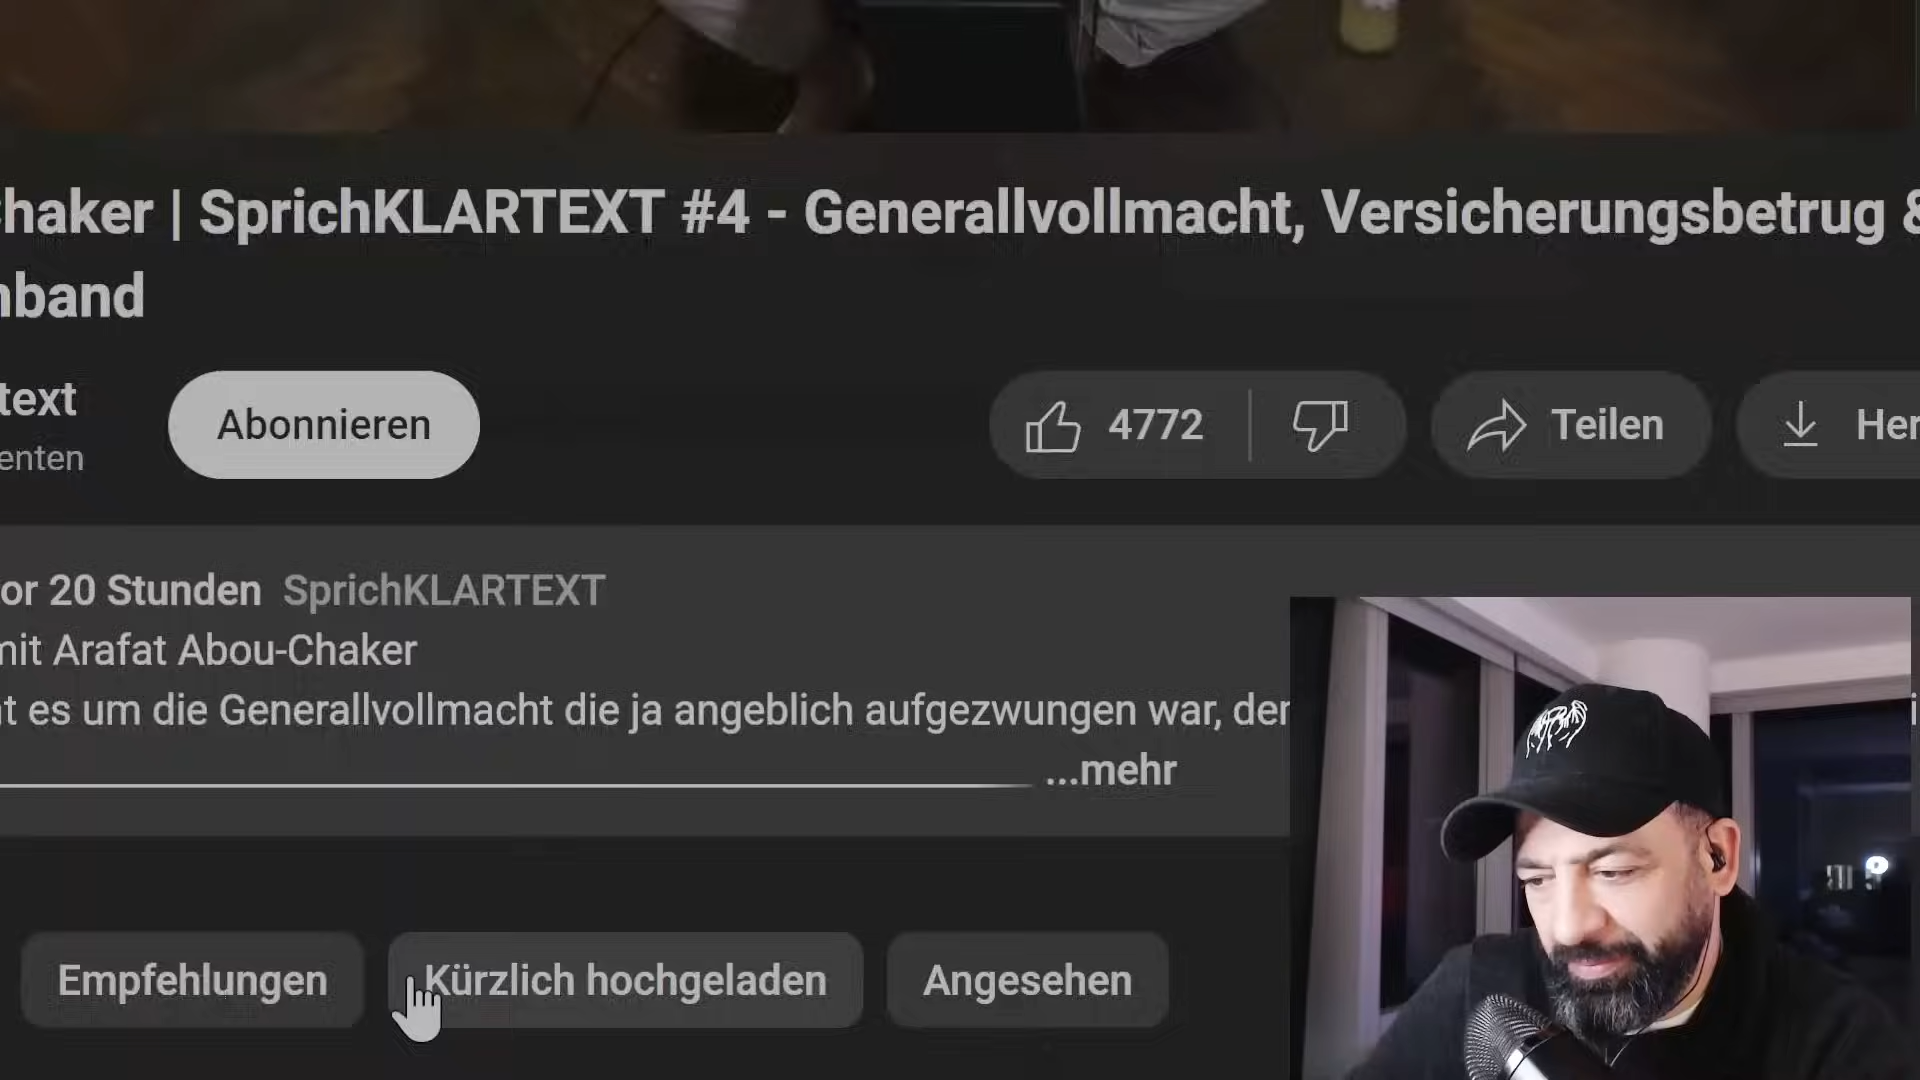 haker | SprichKLARTEXT #4 - Generallvollmacht, Versicherungsbetrug &
nband
text
enten
Abonnieren
4772
Teilen
Her
or 20 Stunden SprichKLARTEXT
mit Arafat Abou-Chaker
t es um die Generallvollmacht die ja angeblich aufgezwungen war, der
...mehr
Empfehlungen
Kürzlich hochgeladen
Angesehen